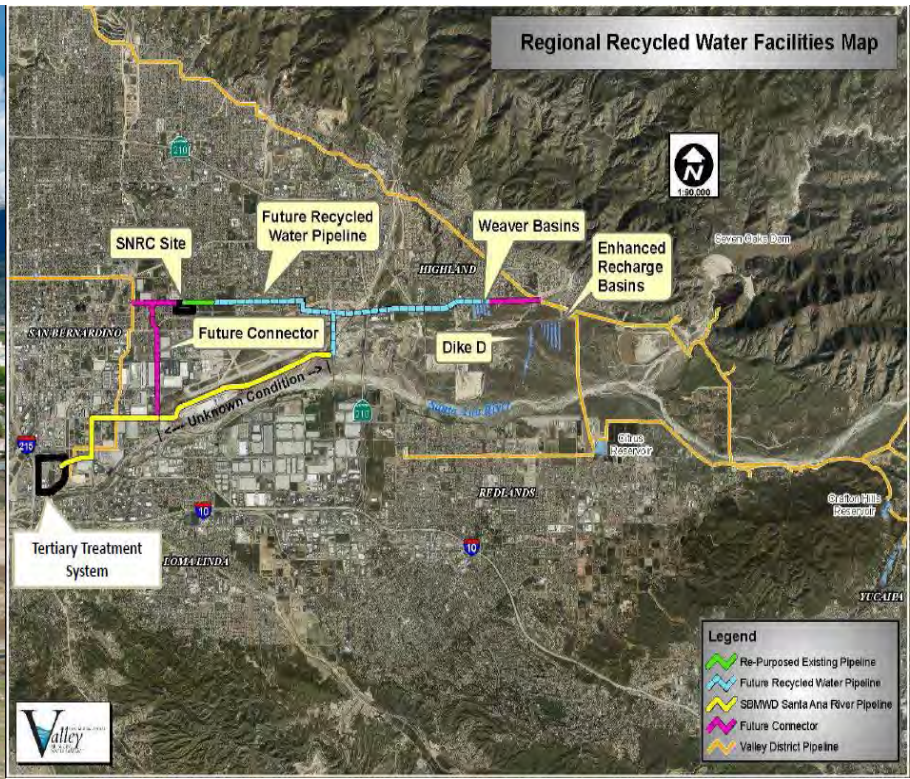 Regional Recycled Water Facilities Map
210
N
1:90,000
Future Recycled
Water Pipeline
Weaver Basins
SNRC Site
Enhanced
Recharge
Basins
HIGHLAND
Seven Oaks Dam
SAN BERNARDINO
Future Connector
Dike D
<--- Unknown Condition -->
Santa Ana River
210
215
Citrus
Reservoir
REDLANDS
Crafton Hills
Reservoir
10
Tertiary Treatment
System
10
LOMA LINDA
YUCAIPA
Legend
Re-Purposed Existing Pipeline
Future Recycled Water Pipeline
SBMWD Santa Ana River Pipeline
Future Connector
Valley District Pipeline
Valley